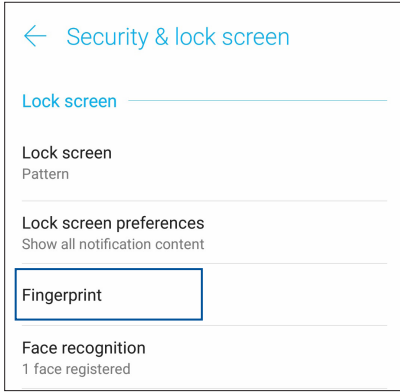 Security & lock screen
Lock screen
Lock screen
Pattern
Lock screen preferences
Show all notification content
Fingerprint
Face recognition
1 face registered